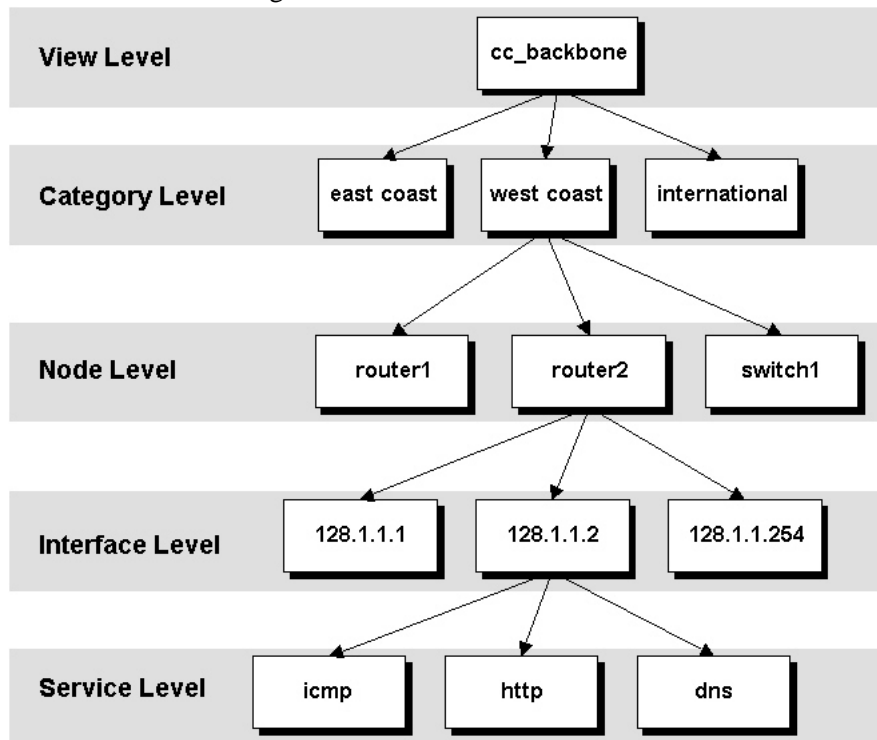 View Level
cc_backbone
Category Level
east coast
west coast
international
Node Level
router1
router2
switch1
Interface Level
128.1.1.1
128.1.1.2
128.1.1.254
Service Level
icmp
http
dns